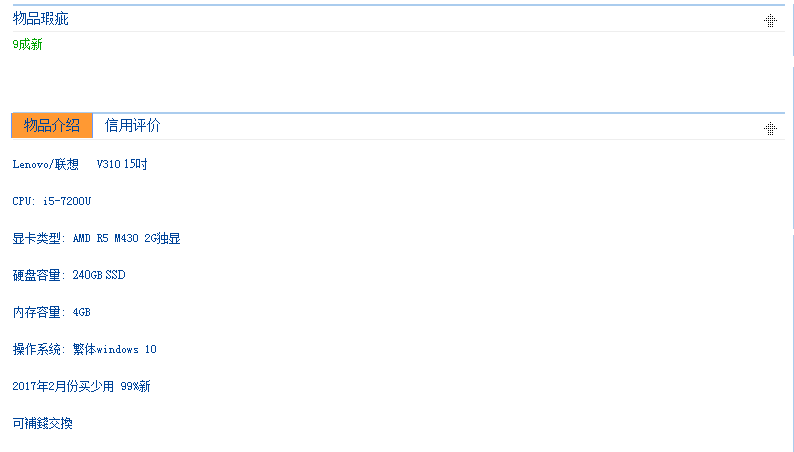 物品瑕疵
9成新
物品介绍 信用评价
Lenovo/联想 V310 15吋
CPU: i5-7200U
显卡类型: AMD R5 M430 2G独显
硬盘容量: 240GB SSD
内存容量: 4GB
操作系统: 繁体windows 10
2017年2月份买少用 99%新
可補錢交換